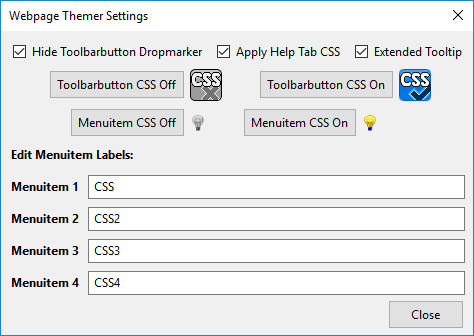 Webpage Themer Settings
Hide Toolbarbutton Dropmarker Apply Help Tab CSS Extended Tooltip
Toolbarbutton CSS Off CSS Toolbarbutton CSS On CSS
Menuitem CSS Off Menuitem CSS On
Edit Menuitem Labels:
Menuitem 1 CSS
Menuitem 2 CSS2
Menuitem 3 CSS3
Menuitem 4 CSS4
Close